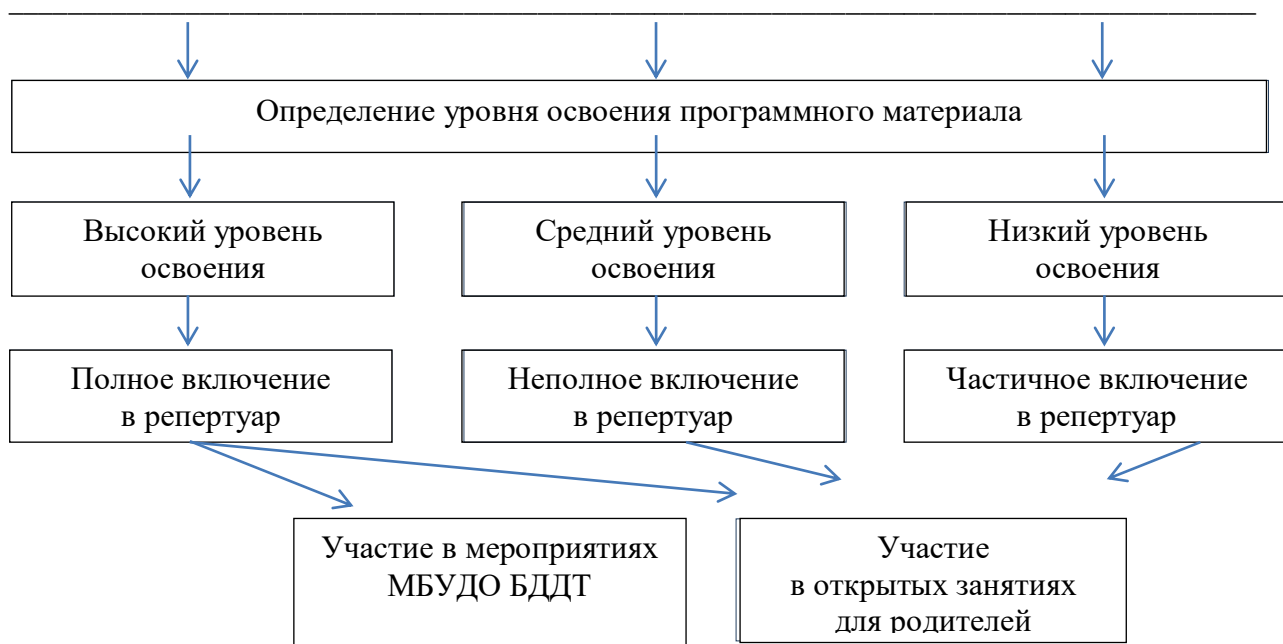 Определение уровня освоения программного материала
Высокий уровень
освоения
Средний уровень
освоения
Низкий уровень
освоения
Полное включение
в репертуар
Неполное включение
в репертуар
Частичное включение
в репертуар
Участие в мероприятиях
МБУДО БДДТ
Участие
в открытых занятиях
для родителей